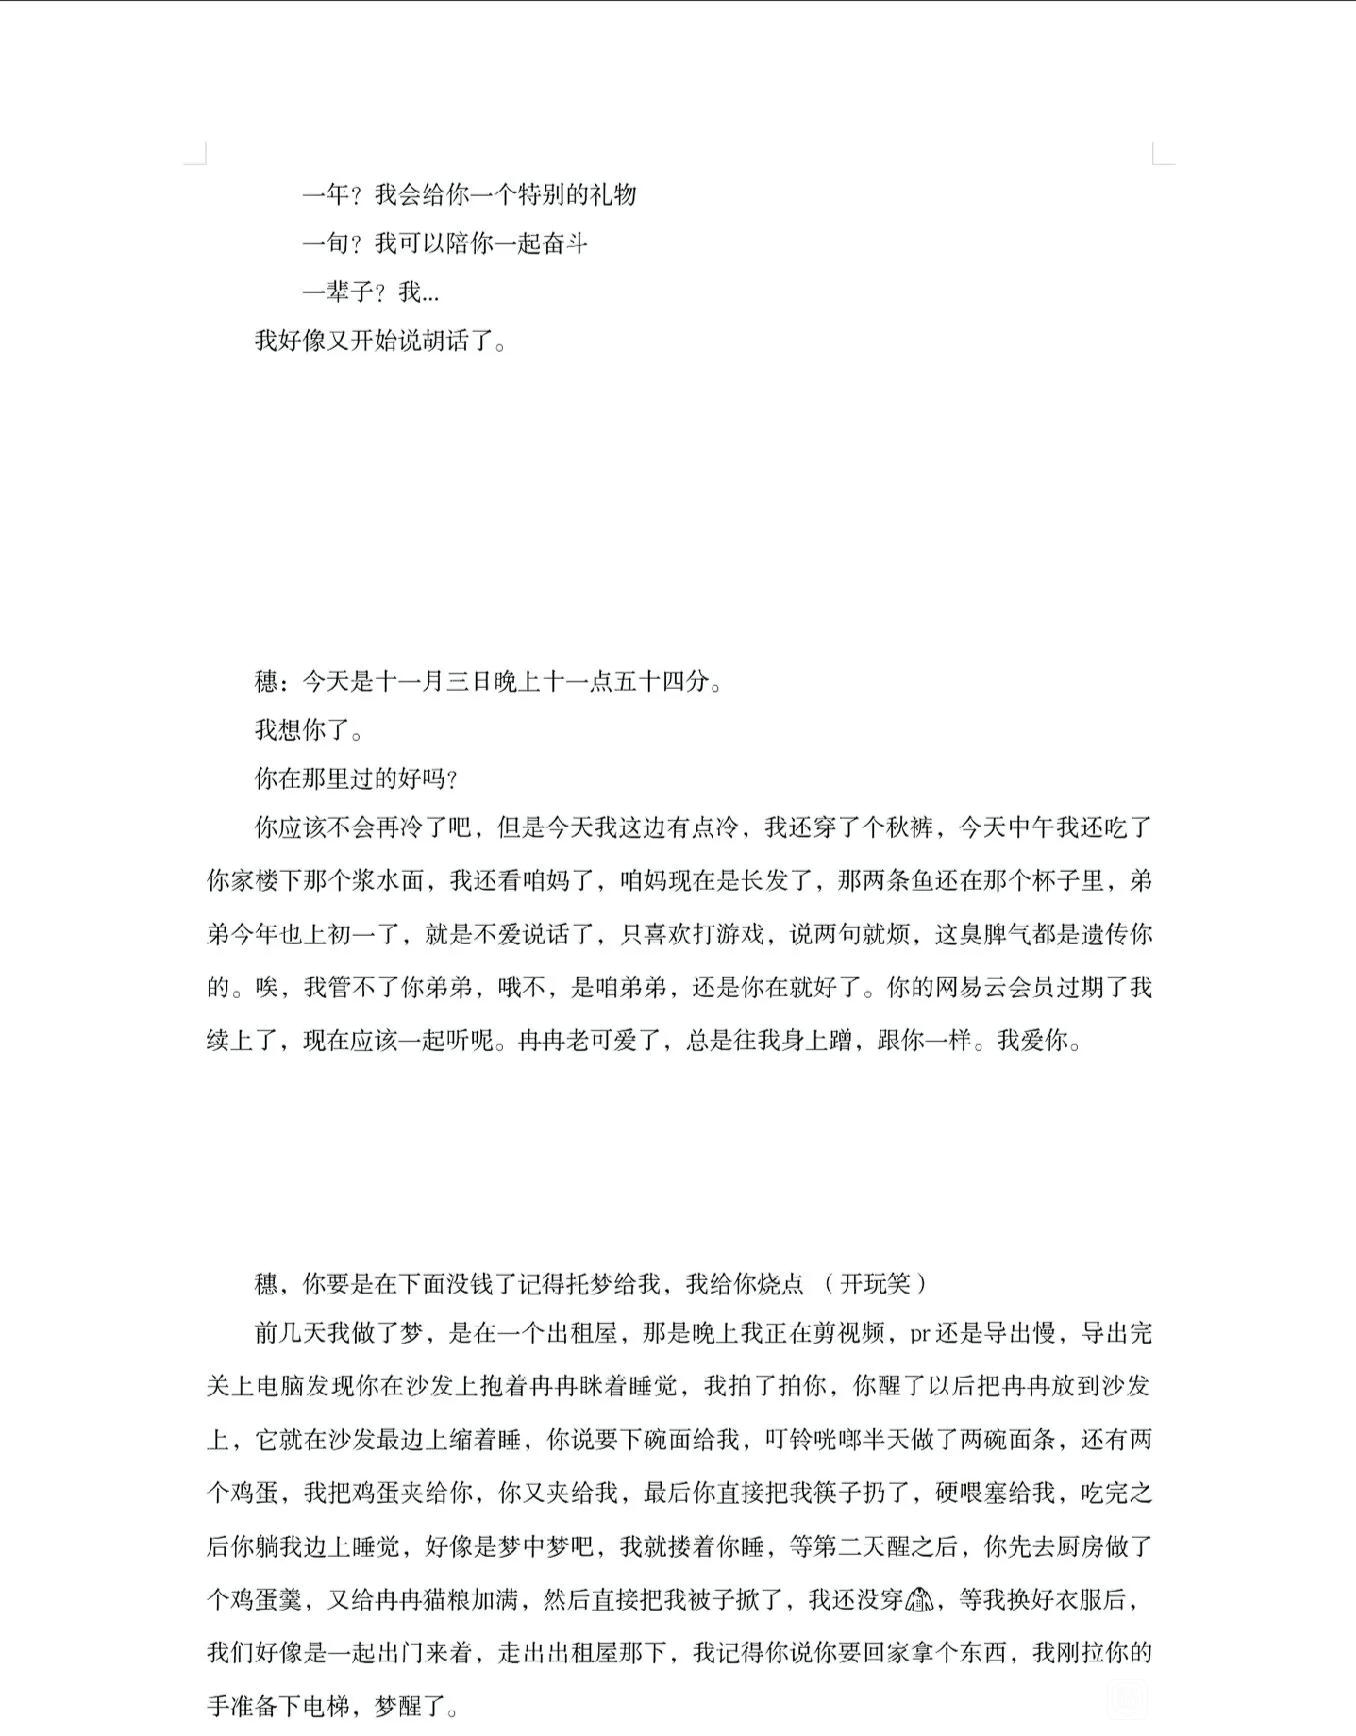 一年？我会给你一个特别的礼物
一旬？我可以陪你一起奋斗
一辈子？我...
我好像又开始说胡话了。
穗：今天是十一月三日晚上十一点五十四分。
我想你了。
你在那里过的好吗？
你应该不会再冷了吧，但是今天我这边有点冷，我还穿了个秋裤，今天中午我还吃了
你家楼下那个浆水面，我还看咱妈了，咱妈现在是长发了，那两条鱼还在那个杯子里，弟
弟今年也上初一了，就是不爱说话了，只喜欢打游戏，说两句就烦，这臭脾气都是遗传你
的。唉，我管不了你弟弟，哦不，是咱弟弟，还是你在就好了。你的网易云会员过期了我
续上了，现在应该一起听呢。冉冉老可爱了，总是往我身上蹭，跟你一样。我爱你。
穗，你要是在下面没钱了记得托梦给我，我给你烧点 （开玩笑）
前几天我做了梦，是在一个出租屋，那是晚上我正在剪视频，pr还是导出慢，导出完
关上电脑发现你在沙发上抱着冉冉眯着睡觉，我拍了拍你，你醒了以后把冉冉放到沙发
上，它就在沙发最边上缩着睡，你说要下碗面给我，叮铃咣啷半天做了两碗面条，还有两
个鸡蛋，我把鸡蛋夹给你，你又夹给我，最后你直接把我筷子扔了，硬喂塞给我，吃完之
后你躺我边上睡觉，好像是梦中梦吧，我就搂着你睡，等第二天醒之后，你先去厨房做了
个鸡蛋羹，又给冉冉猫粮加满，然后直接把我被子掀了，我还没穿，等我换好衣服后，
我们好像是一起出门来着，走出出租屋那下，我记得你说你要回家拿个东西，我刚拉你的
手准备下电梯，梦醒了。